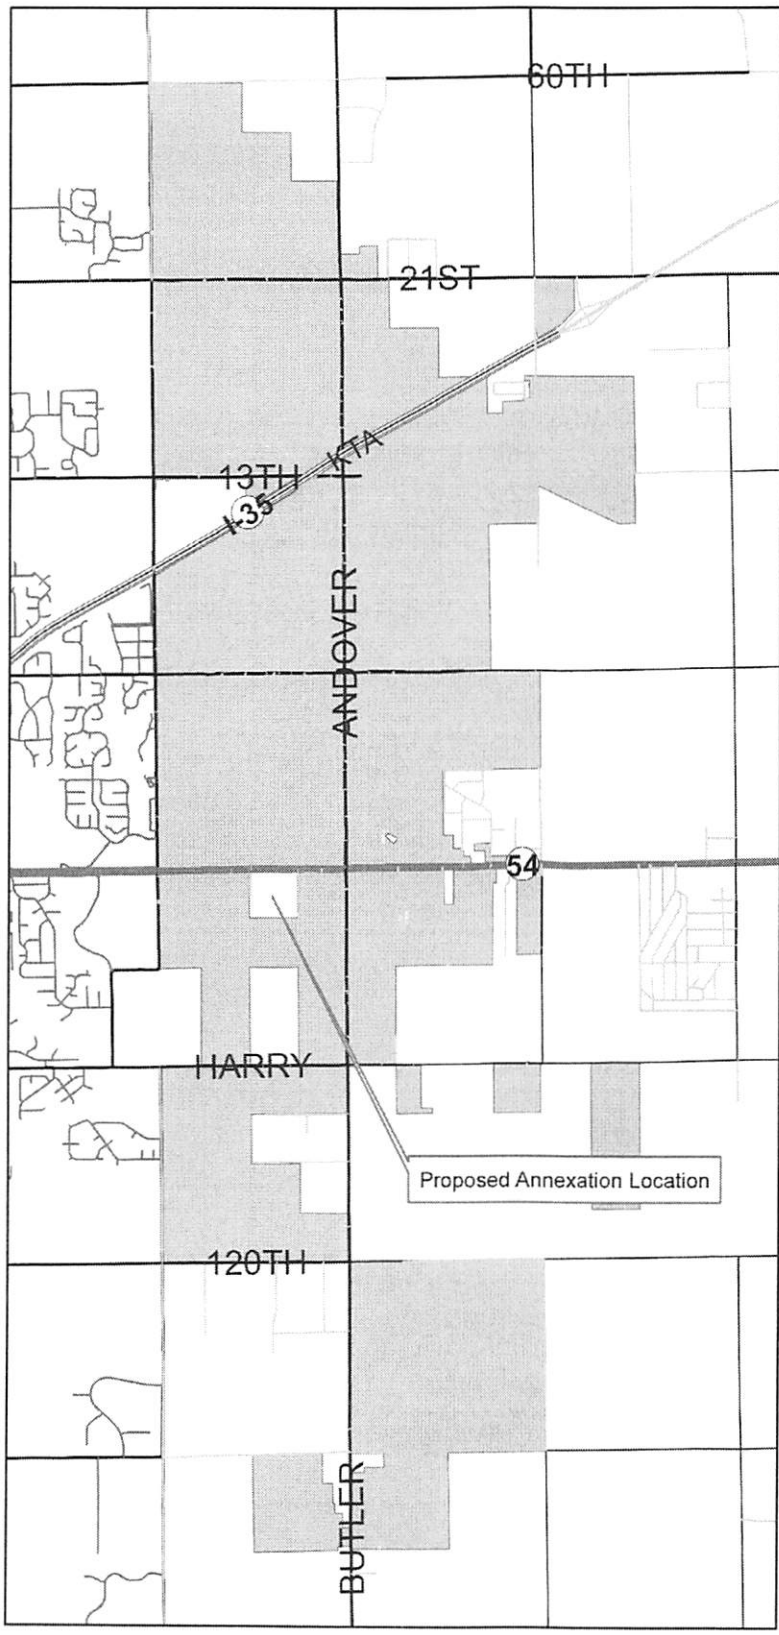 60TH
21ST
KTA
13TH
I-35
ANDOVER
54
HARRY
Proposed Annexation Location
120TH
BUTLER